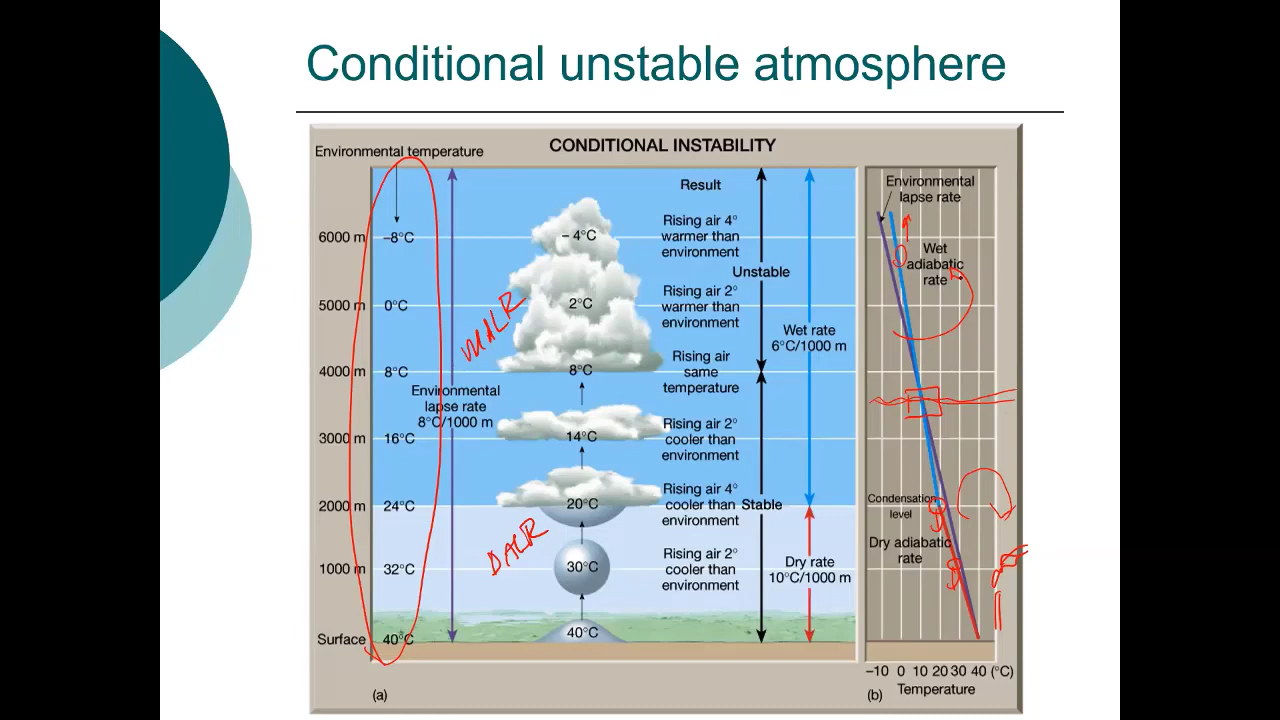 Conditional unstable atmosphere
CONDITIONAL INSTABILITY
Environmental temperature
Result
6000 m
–8°C
– 4°C
Rising air 4°
warmer than
environment
Unstable
5000 m
0°C
2°C
Rising air 2°
warmer than
environment
Wet rate
6°C/1000 m
MALR
4000 m
8°C
8°C
Rising air
same
temperature
Environmental
lapse rate
8°C/1000 m
3000 m
16°C
14°C
Rising air 2°
cooler than
environment
2000 m
24°C
20°C
Rising air 4°
cooler than
environment
Stable
DALR
1000 m
32°C
30°C
Rising air 2°
cooler than
environment
Dry rate
10°C/1000 m
Surface
40°C
40°C
(a)
Environmental
lapse rate
Wet
adiabatic
rate
Condensation
level
Dry adiabatic
rate
–10 0 10 20 30 40 (°C)
Temperature
(b)